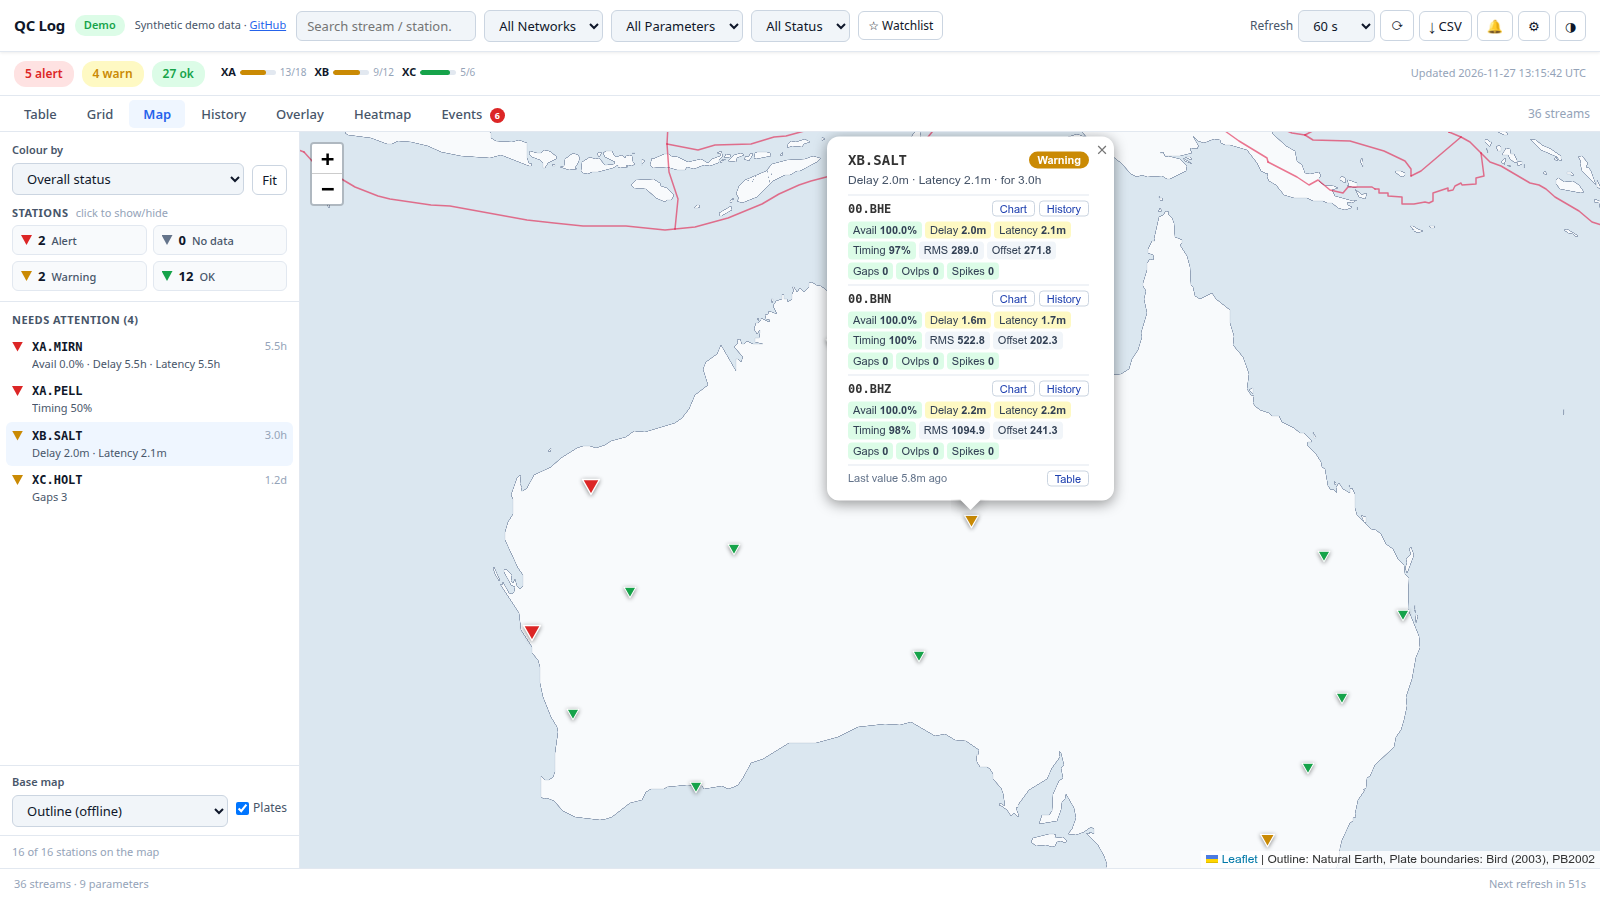 QC Log Demo Synthetic demo data · GitHub Search stream / station. All Networks All Parameters All Status ☆ Watchlist Refresh 60 s ⟳ ↓ CSV 🔔 ⚙ ◑
5 alert 4 warn 27 ok XA 13/18 XB 9/12 XC 5/6 Updated 2026-11-27 13:15:42 UTC
Table Grid Map History Overlay Heatmap Events 6 36 streams
Colour by
Overall status Fit
STATIONS click to show/hide
2 Alert 0 No data
2 Warning 12 OK
NEEDS ATTENTION (4)
XA.MIRN 5.5h
Avail 0.0% · Delay 5.5h · Latency 5.5h
XA.PELL
Timing 50%
XB.SALT 3.0h
Delay 2.0m · Latency 2.1m
XC.HOLT 1.2d
Gaps 3
Base map
Outline (offline) Plates
16 of 16 stations on the map
+
−
XB.SALT Warning ×
Delay 2.0m · Latency 2.1m · for 3.0h
00.BHE Chart History
Avail 100.0% Delay 2.0m Latency 2.1m
Timing 97% RMS 289.0 Offset 271.8
Gaps 0 Ovlps 0 Spikes 0
00.BHN Chart History
Avail 100.0% Delay 1.6m Latency 1.7m
Timing 100% RMS 522.8 Offset 202.3
Gaps 0 Ovlps 0 Spikes 0
00.BHZ Chart History
Avail 100.0% Delay 2.2m Latency 2.2m
Timing 98% RMS 1094.9 Offset 241.3
Gaps 0 Ovlps 0 Spikes 0
Last value 5.8m ago Table
Leaflet | Outline: Natural Earth, Plate boundaries: Bird (2003), PB2002
36 streams · 9 parameters Next refresh in 51s